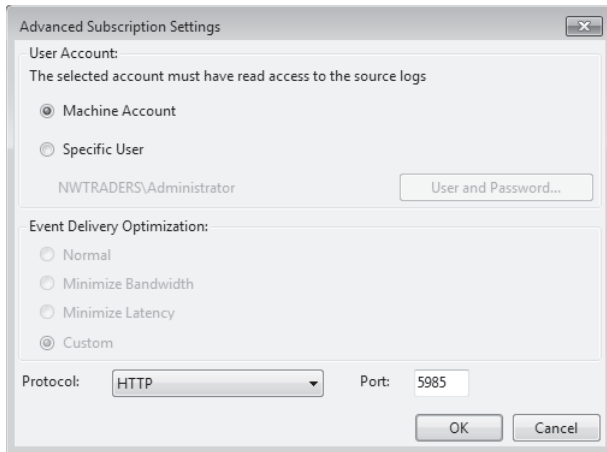 Advanced Subscription Settings
User Account:
The selected account must have read access to the source logs
Machine Account
Specific User
NWTRADERS\Administrator User and Password...
Event Delivery Optimization:
Normal
Minimize Bandwidth
Minimize Latency
Custom
Protocol: HTTP Port: 5985
OK Cancel